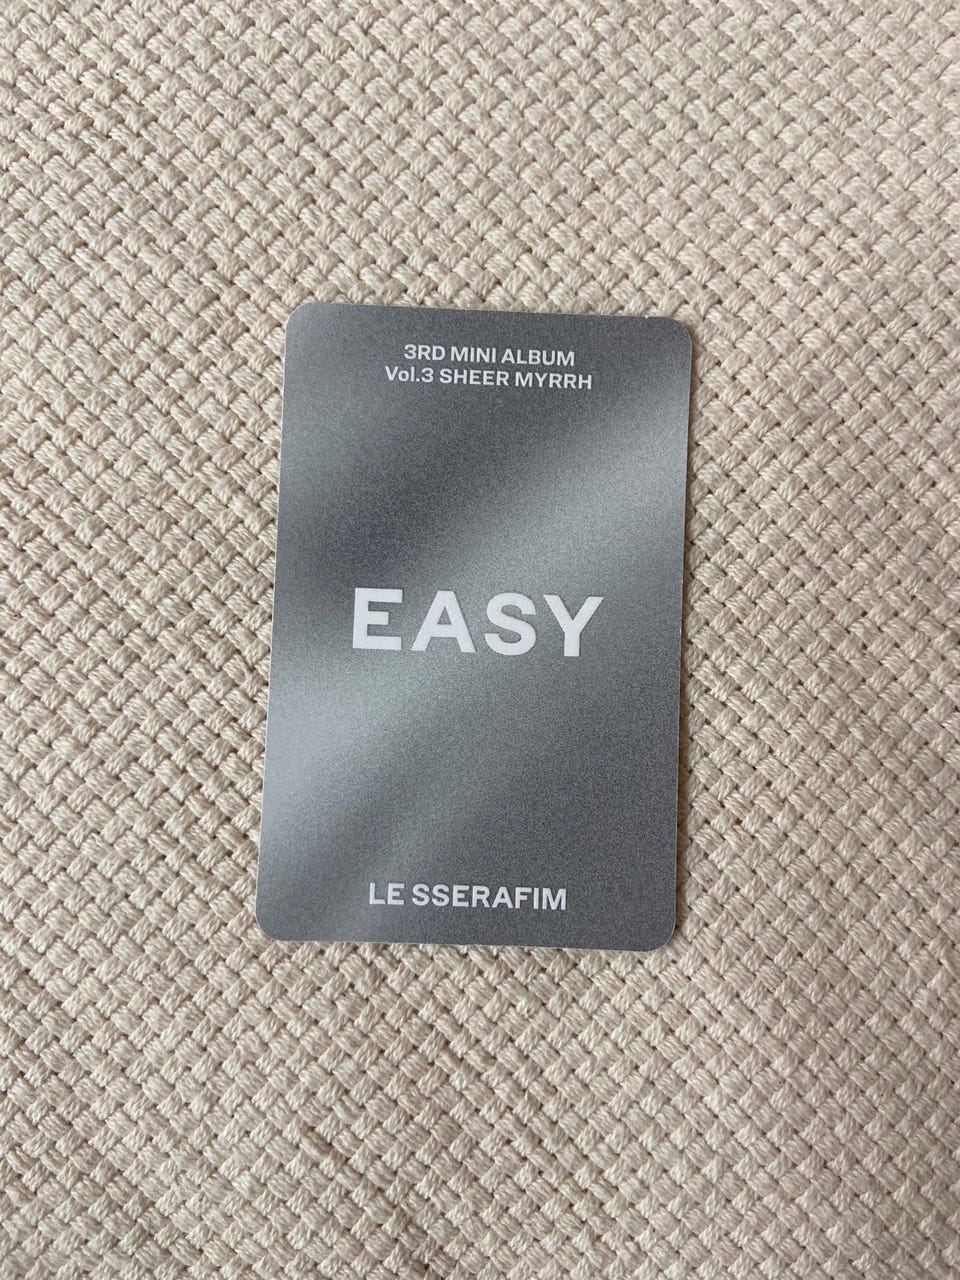 3RD MINI ALBUM
Vol.3 SHEER MYRRH
EASY
LE SSERAFIM